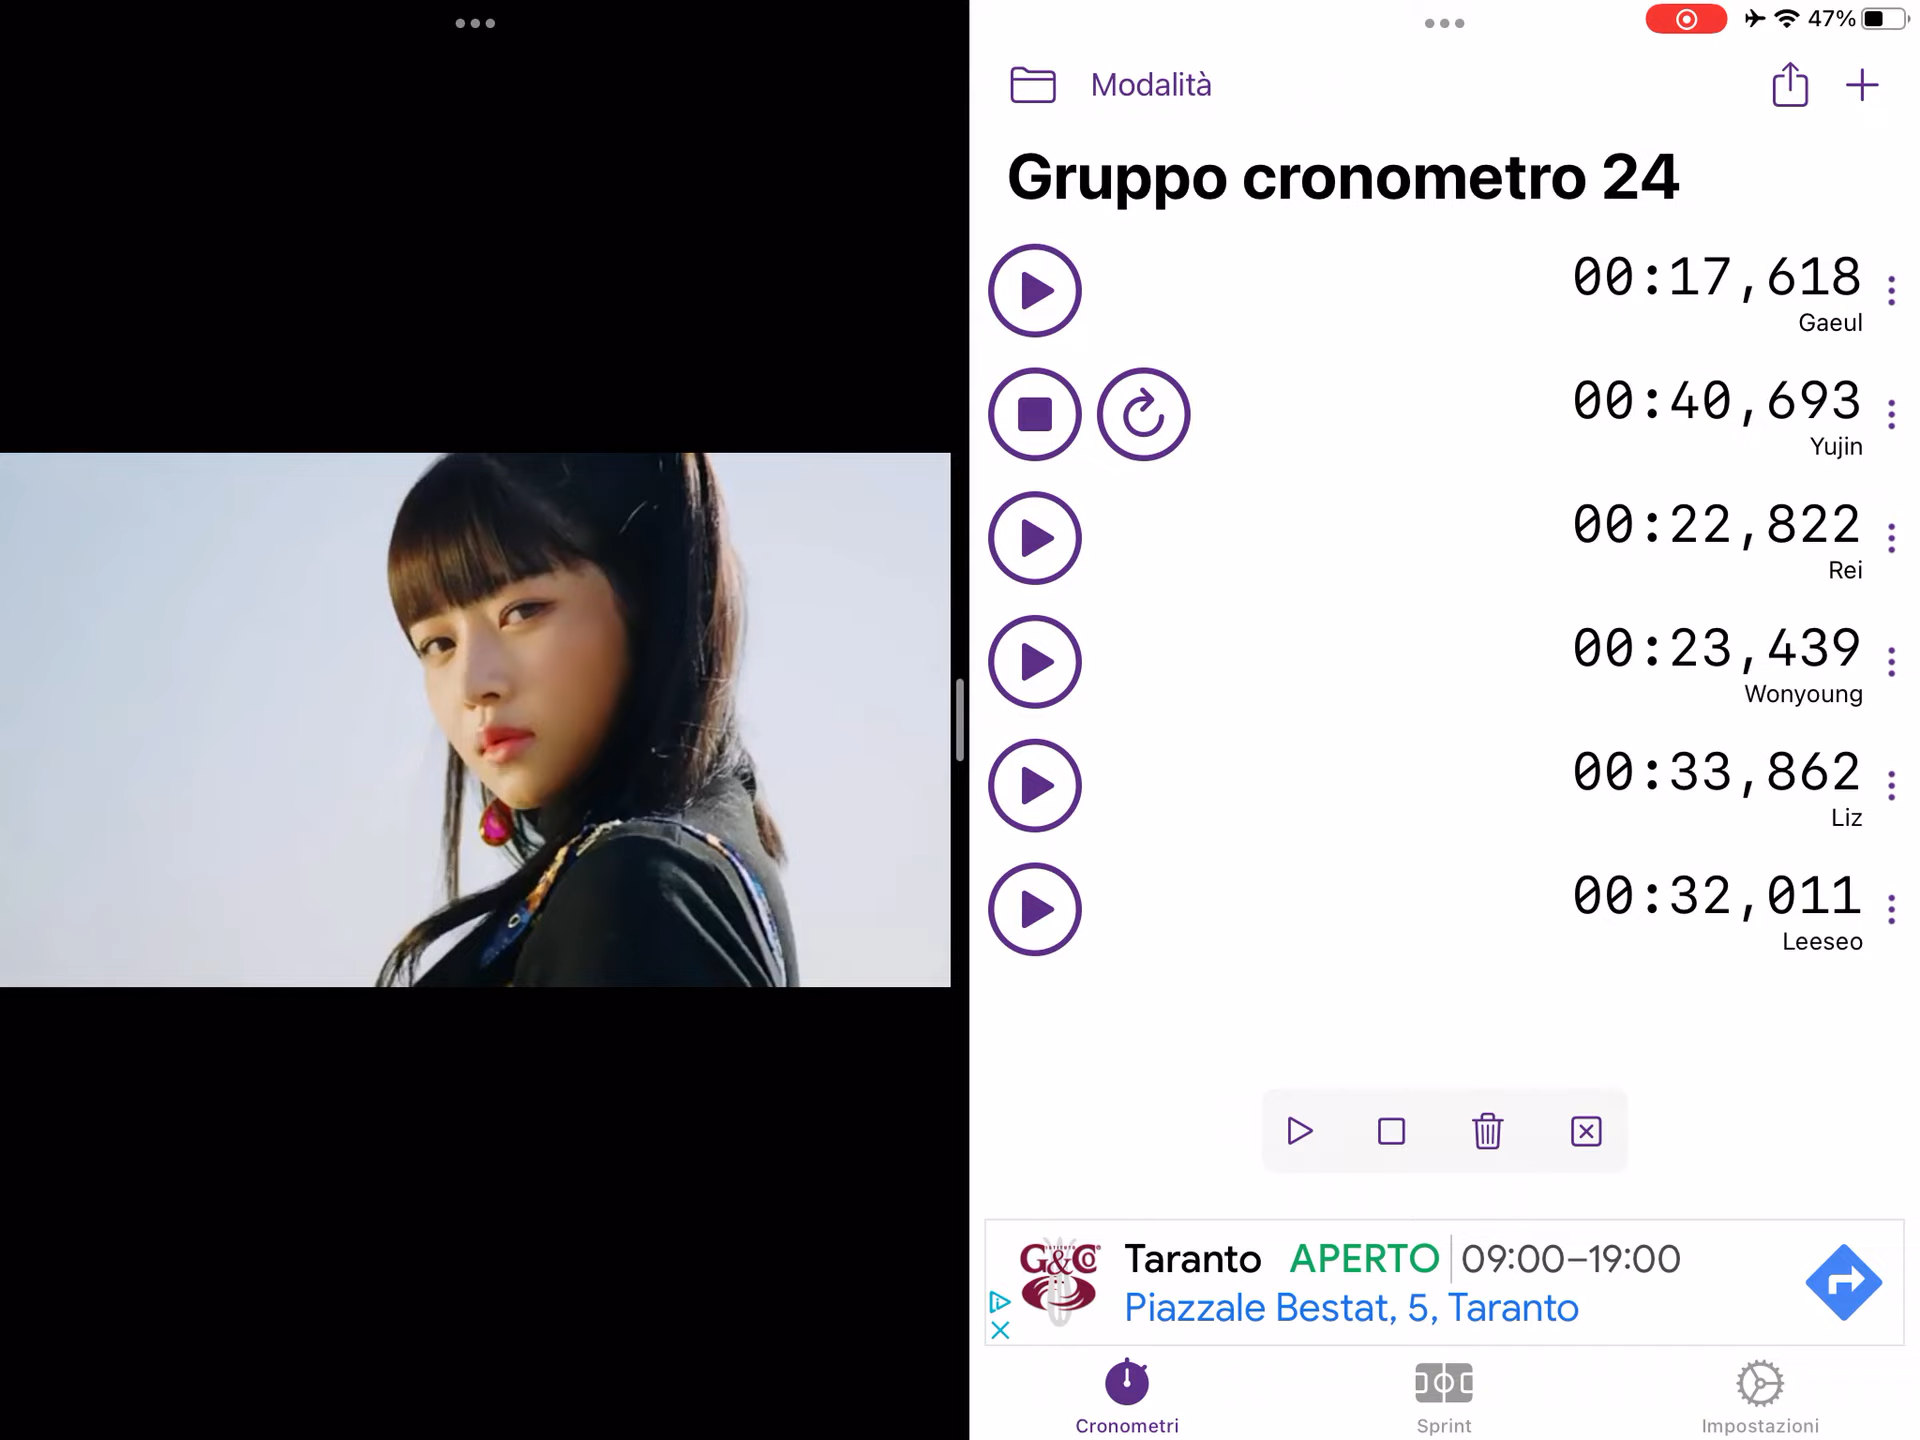 47%
Modalità
Gruppo cronometro 24
00:17,618
Gaeul
00:40,693
Yujin
00:22,822
Rei
00:23,439
Wonyoung
00:33,862
Liz
00:32,011
Leeseo
ISTITUTO
G&Co
Taranto APERTO 09:00–19:00
Piazzale Bestat, 5, Taranto
Cronometri
Sprint
Impostazioni